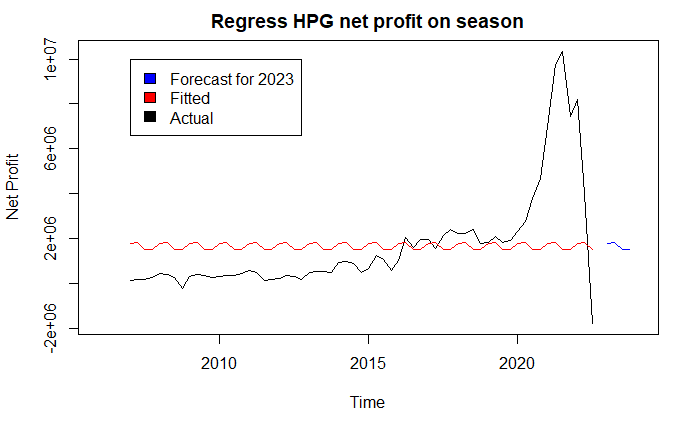 Regress HPG net profit on season
Forecast for 2023
Fitted
Actual
Net Profit
1e+07
6e+06
2e+06
-2e+06
2010
2015
2020
Time